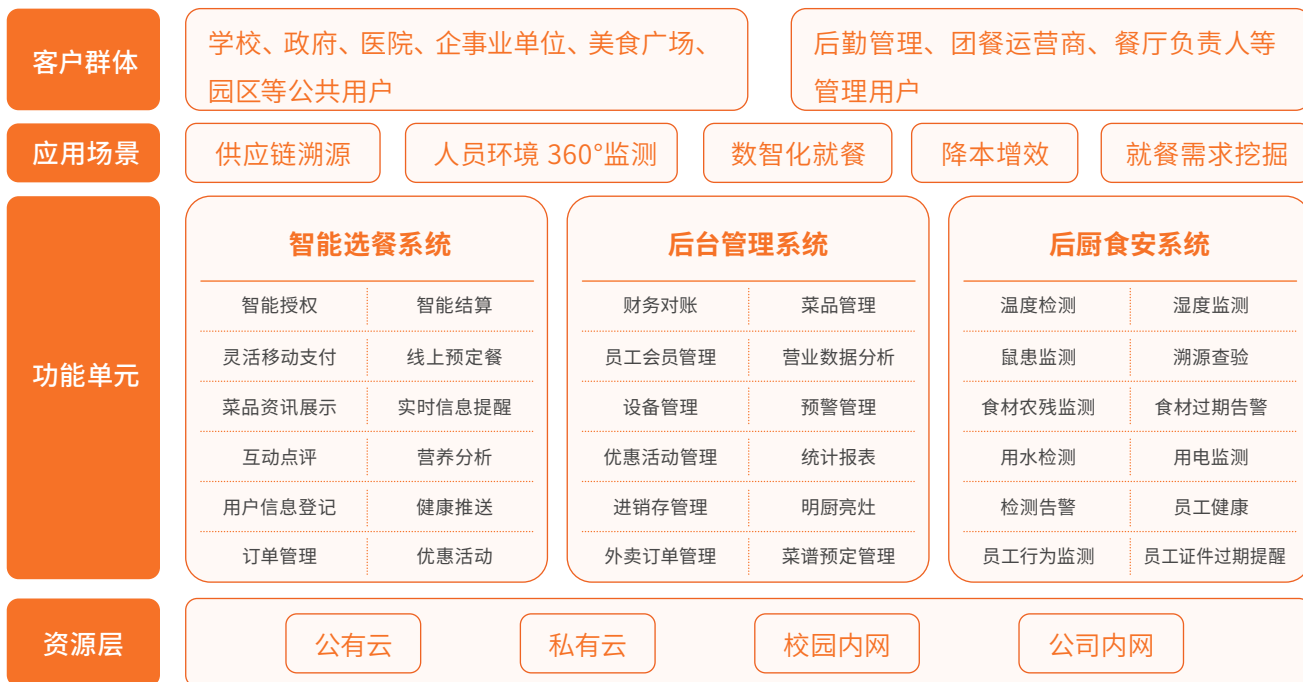 客户群体
学校、政府、医院、企事业单位、美食广场、
园区等公共用户
后勤管理、团餐运营商、餐厅负责人等
管理用户
应用场景
供应链溯源
人员环境 360°监测
数智化就餐
降本增效
就餐需求挖掘
功能单元
智能选餐系统
智能授权 智能结算
灵活移动支付 线上预定餐
菜品资讯展示 实时信息提醒
互动点评 营养分析
用户信息登记 健康推送
订单管理 优惠活动
后台管理系统
财务对账 菜品管理
员工会员管理 营业数据分析
设备管理 预警管理
优惠活动管理 统计报表
进销存管理 明厨亮灶
外卖订单管理 菜谱预定管理
后厨食安系统
温度检测 湿度监测
鼠患监测 溯源查验
食材农残监测 食材过期告警
用水检测 用电监测
检测告警 员工健康
员工行为监测 员工证件过期提醒
资源层
公有云
私有云
校园内网
公司内网